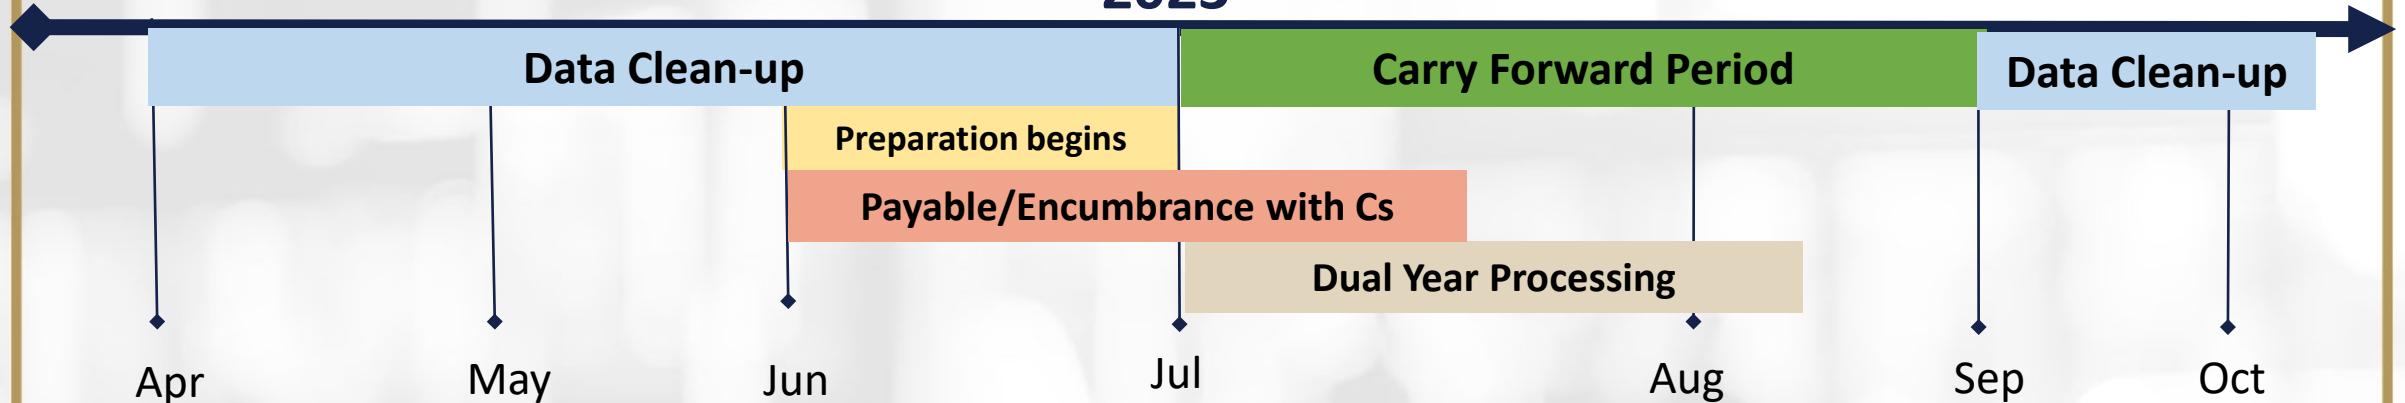 Data Clean-up Carry Forward Period Data Clean-up
Preparation begins
Payable/Encumbrance with Cs
Dual Year Processing
Apr May Jun Jul Aug Sep Oct